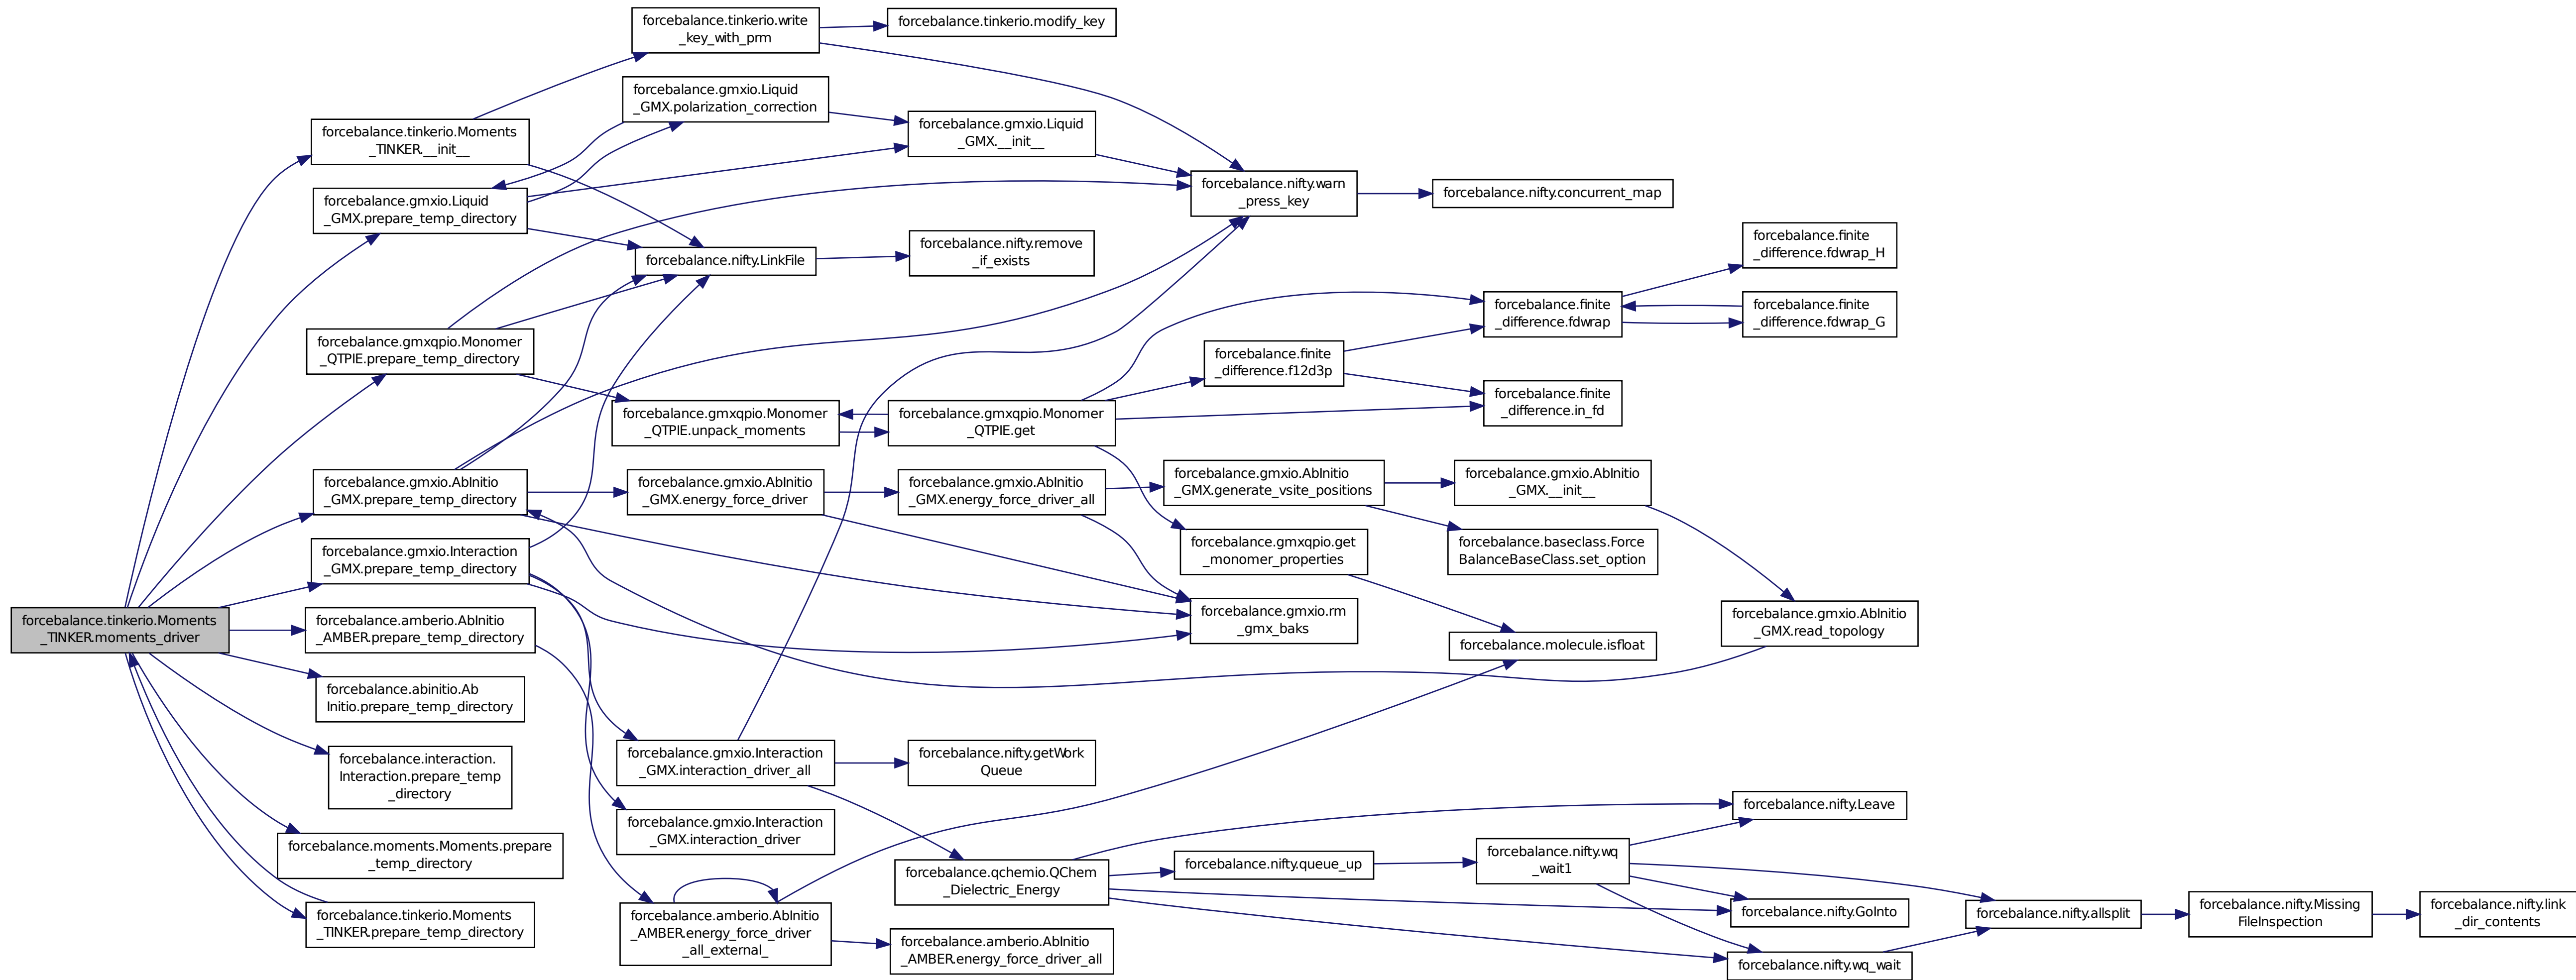 forcebalance.tinkerio.Moments
_TINKER.moments_driver
forcebalance.tinkerio.Moments
_TINKER.__init__
forcebalance.gmxio.Liquid
_GMX.prepare_temp_directory
forcebalance.gmxqpio.Monomer
_QTPIE.prepare_temp_directory
forcebalance.gmxio.AbInitio
_GMX.prepare_temp_directory
forcebalance.gmxio.Interaction
_GMX.prepare_temp_directory
forcebalance.amberio.AbInitio
_AMBER.prepare_temp_directory
forcebalance.abinitio.Ab
Initio.prepare_temp_directory
forcebalance.interaction.
Interaction.prepare_temp
_directory
forcebalance.moments.Moments.prepare
_temp_directory
forcebalance.tinkerio.Moments
_TINKER.prepare_temp_directory
forcebalance.tinkerio.write
_key_with_prm
forcebalance.gmxio.Liquid
_GMX.polarization_correction
forcebalance.nifty.LinkFile
forcebalance.gmxqpio.Monomer
_QTPIE.unpack_moments
forcebalance.gmxio.AbInitio
_GMX.energy_force_driver
forcebalance.gmxio.Interaction
_GMX.interaction_driver_all
forcebalance.gmxio.Interaction
_GMX.interaction_driver
forcebalance.amberio.AbInitio
_AMBER.energy_force_driver
_all_external_
forcebalance.tinkerio.modify_key
forcebalance.gmxio.Liquid
_GMX.__init__
forcebalance.nifty.remove
_if_exists
forcebalance.gmxqpio.Monomer
_QTPIE.get
forcebalance.gmxio.AbInitio
_GMX.energy_force_driver_all
forcebalance.nifty.getWork
Queue
forcebalance.qchemio.QChem
_Dielectric_Energy
forcebalance.amberio.AbInitio
_AMBER.energy_force_driver_all
forcebalance.nifty.warn
_press_key
forcebalance.finite
_difference.f12d3p
forcebalance.gmxio.AbInitio
_GMX.generate_vsite_positions
forcebalance.gmxqpio.get
_monomer_properties
forcebalance.gmxio.rm
_gmx_baks
forcebalance.nifty.queue_up
forcebalance.nifty.concurrent_map
forcebalance.finite
_difference.fdwrap
forcebalance.finite
_difference.in_fd
forcebalance.gmxio.AbInitio
_GMX.__init__
forcebalance.baseclass.Force
BalanceBaseClass.set_option
forcebalance.molecule.isfloat
forcebalance.nifty.wq
_wait1
forcebalance.finite
_difference.fdwrap_H
forcebalance.finite
_difference.fdwrap_G
forcebalance.gmxio.AbInitio
_GMX.read_topology
forcebalance.nifty.Leave
forcebalance.nifty.GoInto
forcebalance.nifty.wq_wait
forcebalance.nifty.allsplit
forcebalance.nifty.Missing
FileInspection
forcebalance.nifty.link
_dir_contents